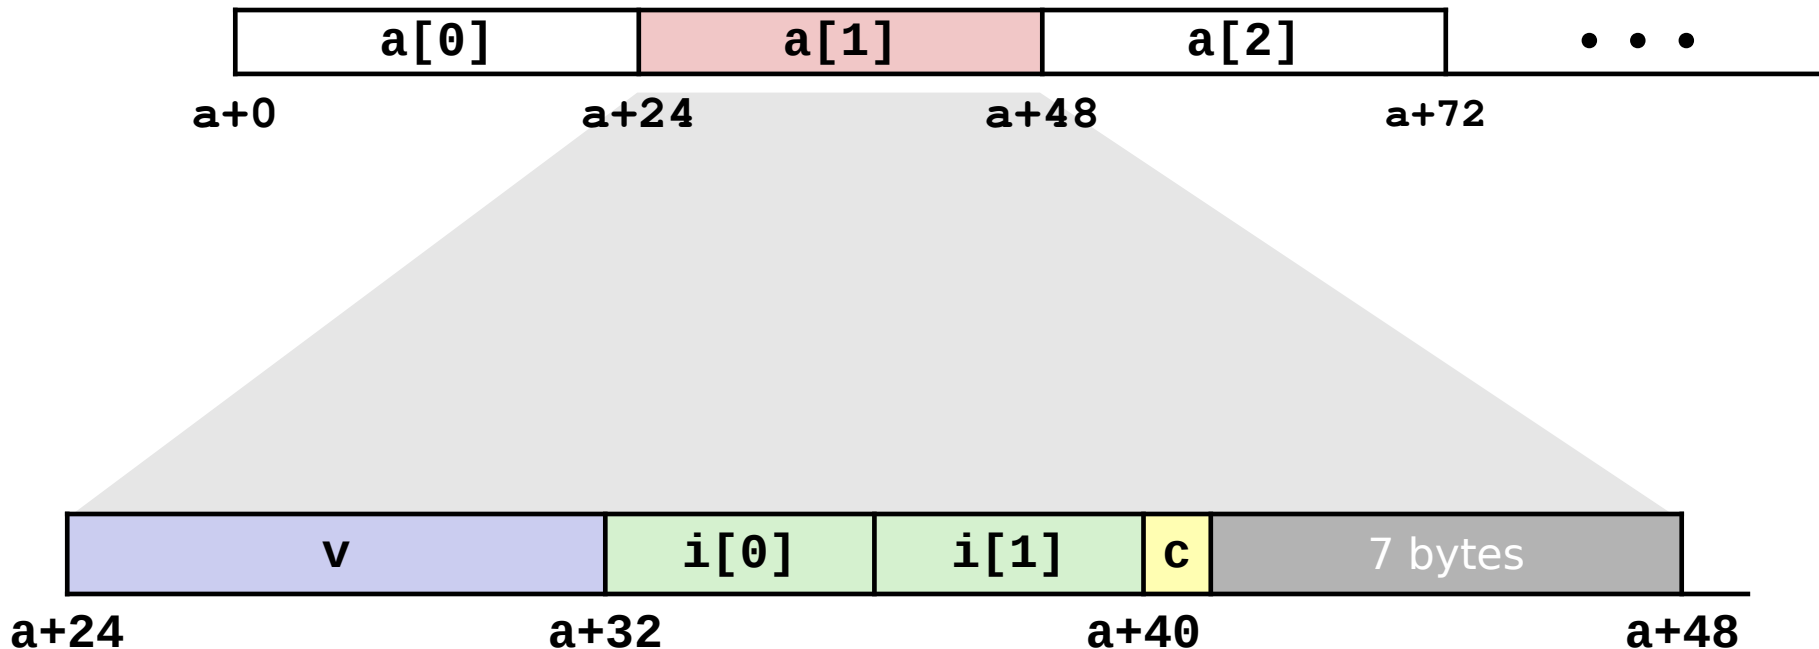 a[0] a[1] a[2] • • •
a+0 a+24 a+48 a+72
v i[0] i[1] c 7 bytes
a+24 a+32 a+40 a+48